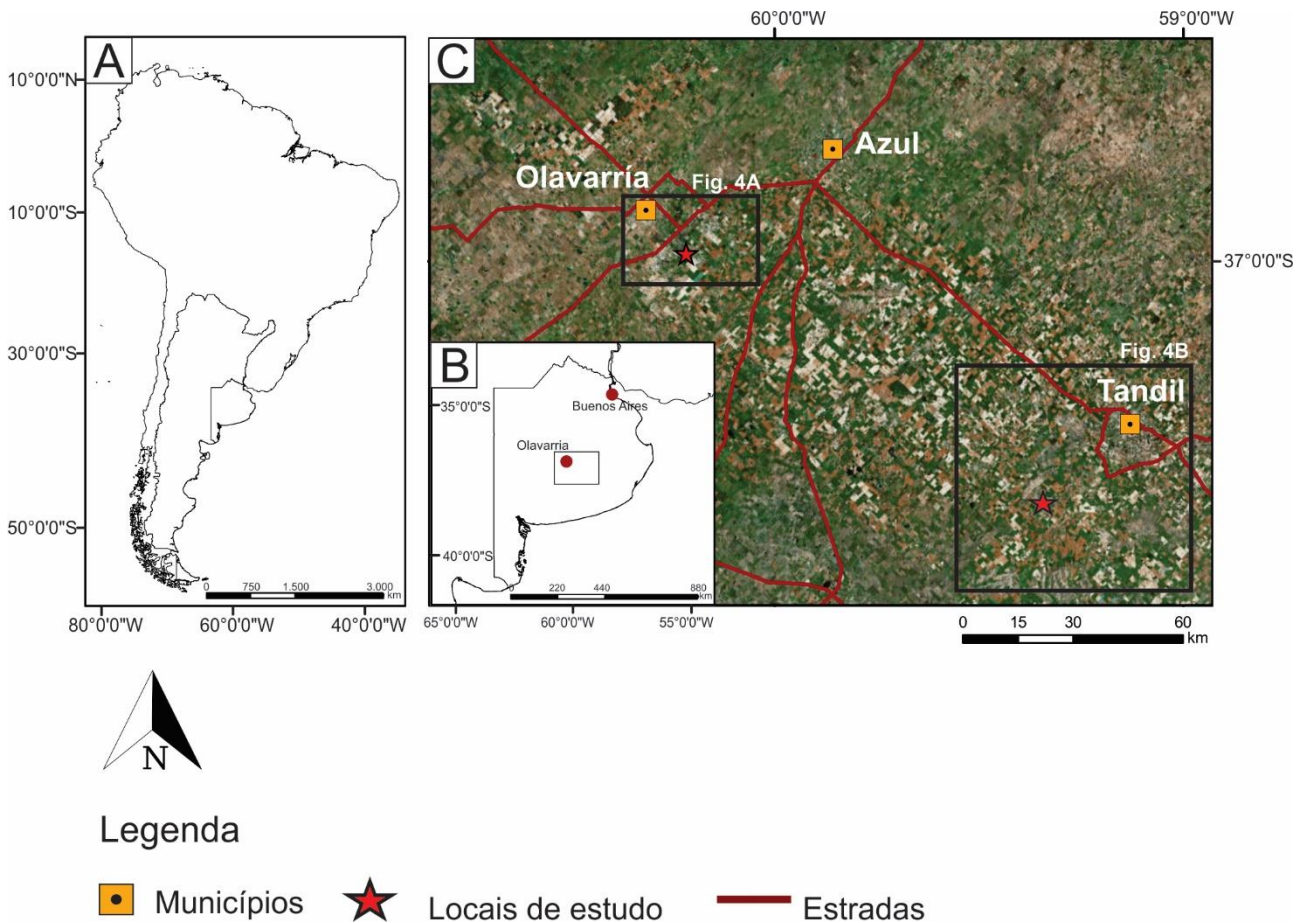 60°0'0"W
59°0'0"W
A
10°0'0"N
10°0'0"S
30°0'0"S
50°0'0"S
0 750 1.500 3.000
km
80°0'0"W 60°0'0"W 40°0'0"W
C
Azul
Olavarría
Fig. 4A
37°0'0"S
Fig. 4B
Tandil
B
35°0'0"S
Buenos Aires
Olavarria
40°0'0"S
0 220 440 880
km
65°0'0"W 60°0'0"W 55°0'0"W
0 15 30 60
km
N
Legenda
Municípios Locais de estudo Estradas